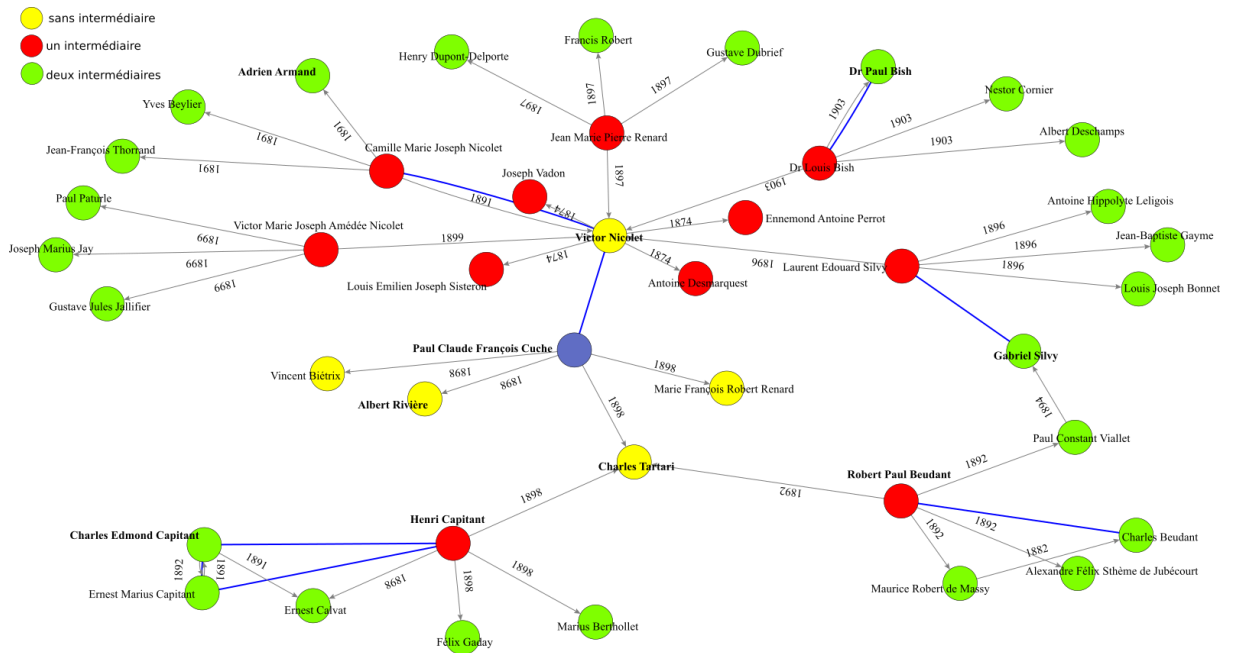 sans intermédiaire
un intermédiaire
deux intermédiaires
Francis Robert
Henry Dupont-Delporte
Gustave Dubrief
Adrien Armand
Dr Paul Bish
Nestor Cornier
Yves Beylier
1897
1897
1897
1903
1903
Albert Deschamps
1891
1891
Jean Marie Pierre Renard
1903
Jean-François Thorrand
Camille Marie Joseph Nicolet
1891
Dr Louis Bish
Joseph Vadon
1897
1903
Paul Paturle
1891
1874
Antoine Hippolyte Leligois
Victor Marie Joseph Amédée Nicolet
1874
Ennemond Antoine Perrot
1896
Jean-Baptiste Gayme
Victor Nicolet
1899
1899
Joseph Marius Jay
1899
1874
1874
1896
1896
1896
Laurent Edouard Silvy
1899
Louis Emilien Joseph Sisteron
Antoine Desmarquest
Louis Joseph Bonnet
Gustave Jules Jallifier
Paul Claude François Cuche
Gabriel Silvy
1898
1898
1898
Vincent Biétrix
Marie François Robert Renard
Albert Rivière
1898
1894
Paul Constant Viallet
Charles Tartari
1892
Robert Paul Beudant
1892
1898
Henri Capitant
1892
1892
Charles Edmond Capitant
Charles Beudant
1892
1891
1891
1882
1898
1898
1898
Alexandre Félix Sthème de Jubécourt
Maurice Robert de Massy
Ernest Marius Capitant
Ernest Calvat
Marius Berthollet
Félix Gaday